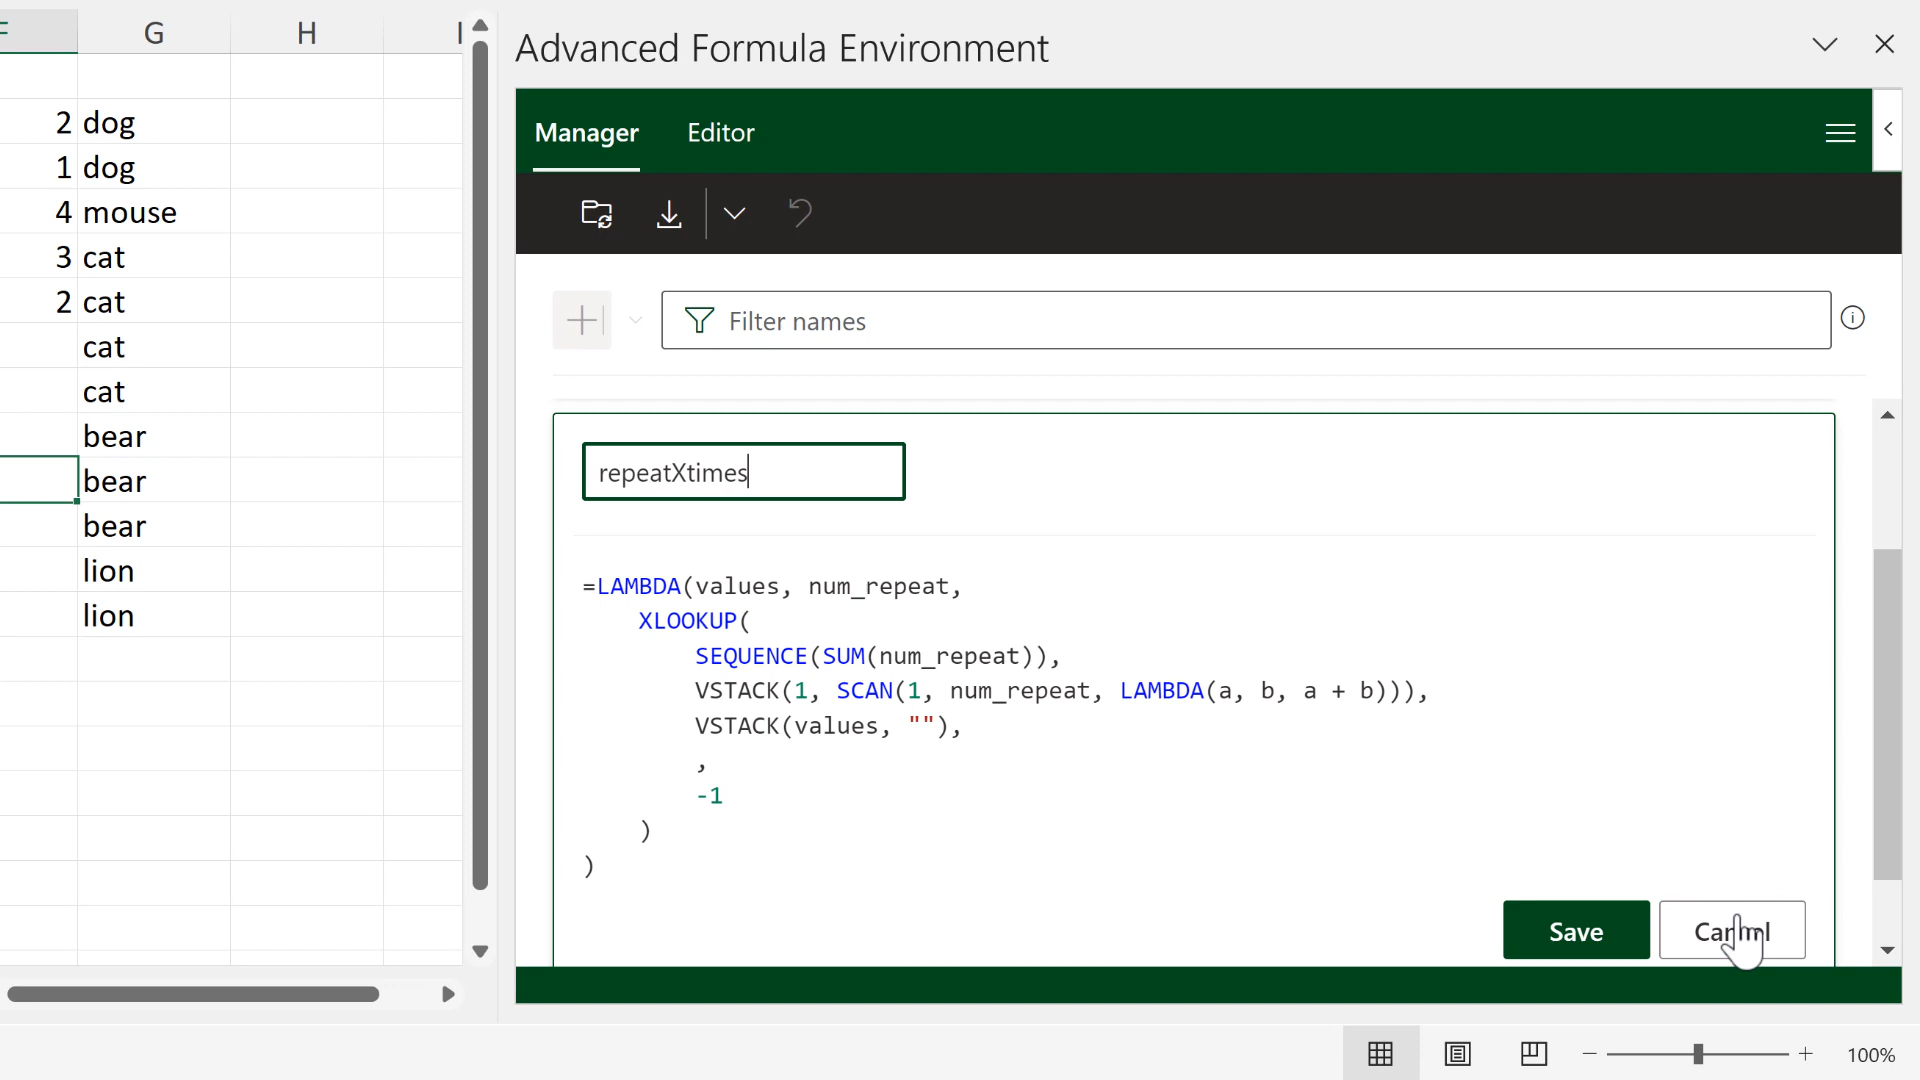 G H
Advanced Formula Environment
Manager Editor
2 dog
1 dog
4 mouse
3 cat
2 cat
cat
cat
bear
bear
bear
lion
lion
Filter names
repeatXtimes
=LAMBDA(values, num_repeat,
XLOOKUP(
SEQUENCE(SUM(num_repeat)),
VSTACK(1, SCAN(1, num_repeat, LAMBDA(a, b, a + b))),
VSTACK(values, ""),
,
-1
)
)
Save
100%